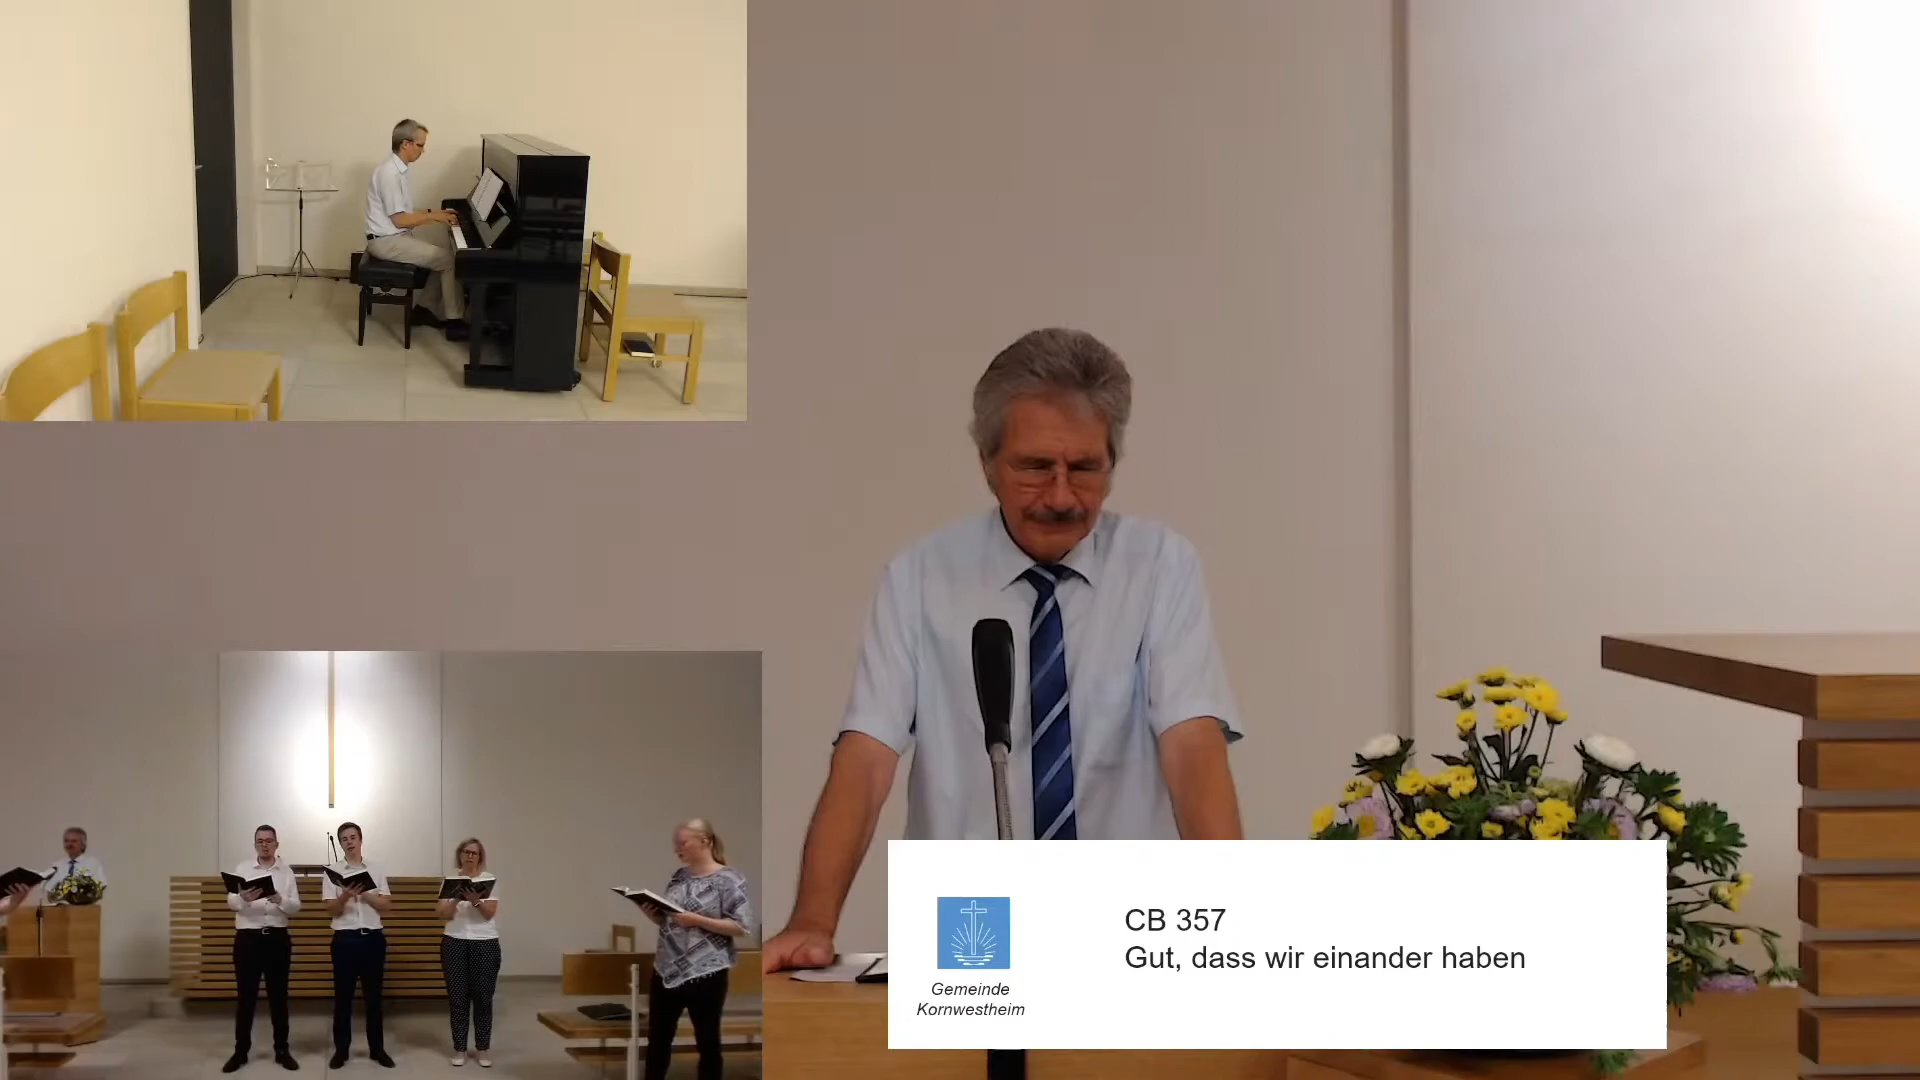 CB 357
Gut, dass wir einander haben
Gemeinde
Kornwestheim